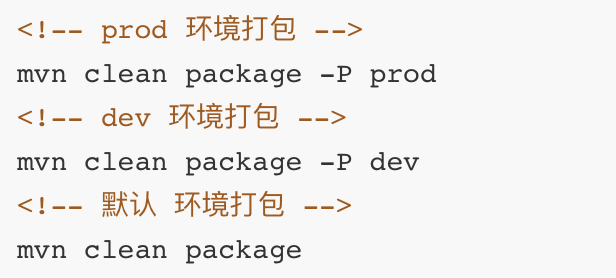 <!-- prod 环境打包 -->
mvn clean package -P prod
<!-- dev 环境打包 -->
mvn clean package -P dev
<!-- 默认 环境打包 -->
mvn clean package